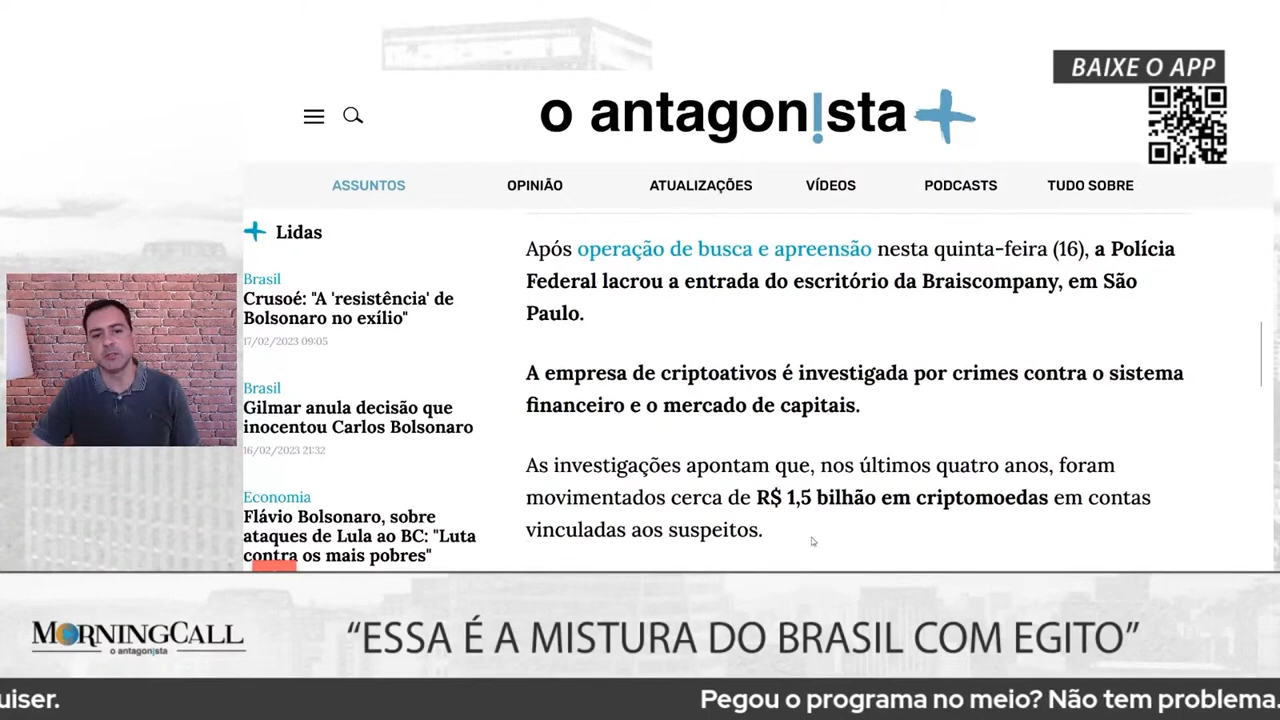 BAIXE O APP
o antagon!sta+
ASSUNTOS
OPINIÃO
ATUALIZAÇÕES
VÍDEOS
PODCASTS
TUDO SOBRE
+ Lidas
Brasil
Crusoé: "A 'resistência' de
Bolsonaro no exílio"
17/02/2023 09:05
Brasil
Gilmar anula decisão que
inocentou Carlos Bolsonaro
16/02/2023 21:32
Economia
Flávio Bolsonaro, sobre
ataques de Lula ao BC: "Luta
contra os mais pobres"
Após operação de busca e apreensão nesta quinta-feira (16), a Polícia
Federal lacrou a entrada do escritório da Braiscompany, em São
Paulo.
A empresa de criptoativos é investigada por crimes contra o sistema
financeiro e o mercado de capitais.
As investigações apontam que, nos últimos quatro anos, foram
movimentados cerca de R$ 1,5 bilhão em criptomoedas em contas
vinculadas aos suspeitos.
MORNINGCALL
o antagon!sta
“ESSA É A MISTURA DO BRASIL COM EGITO”
uiser.
Pegou o programa no meio? Não tem problema.